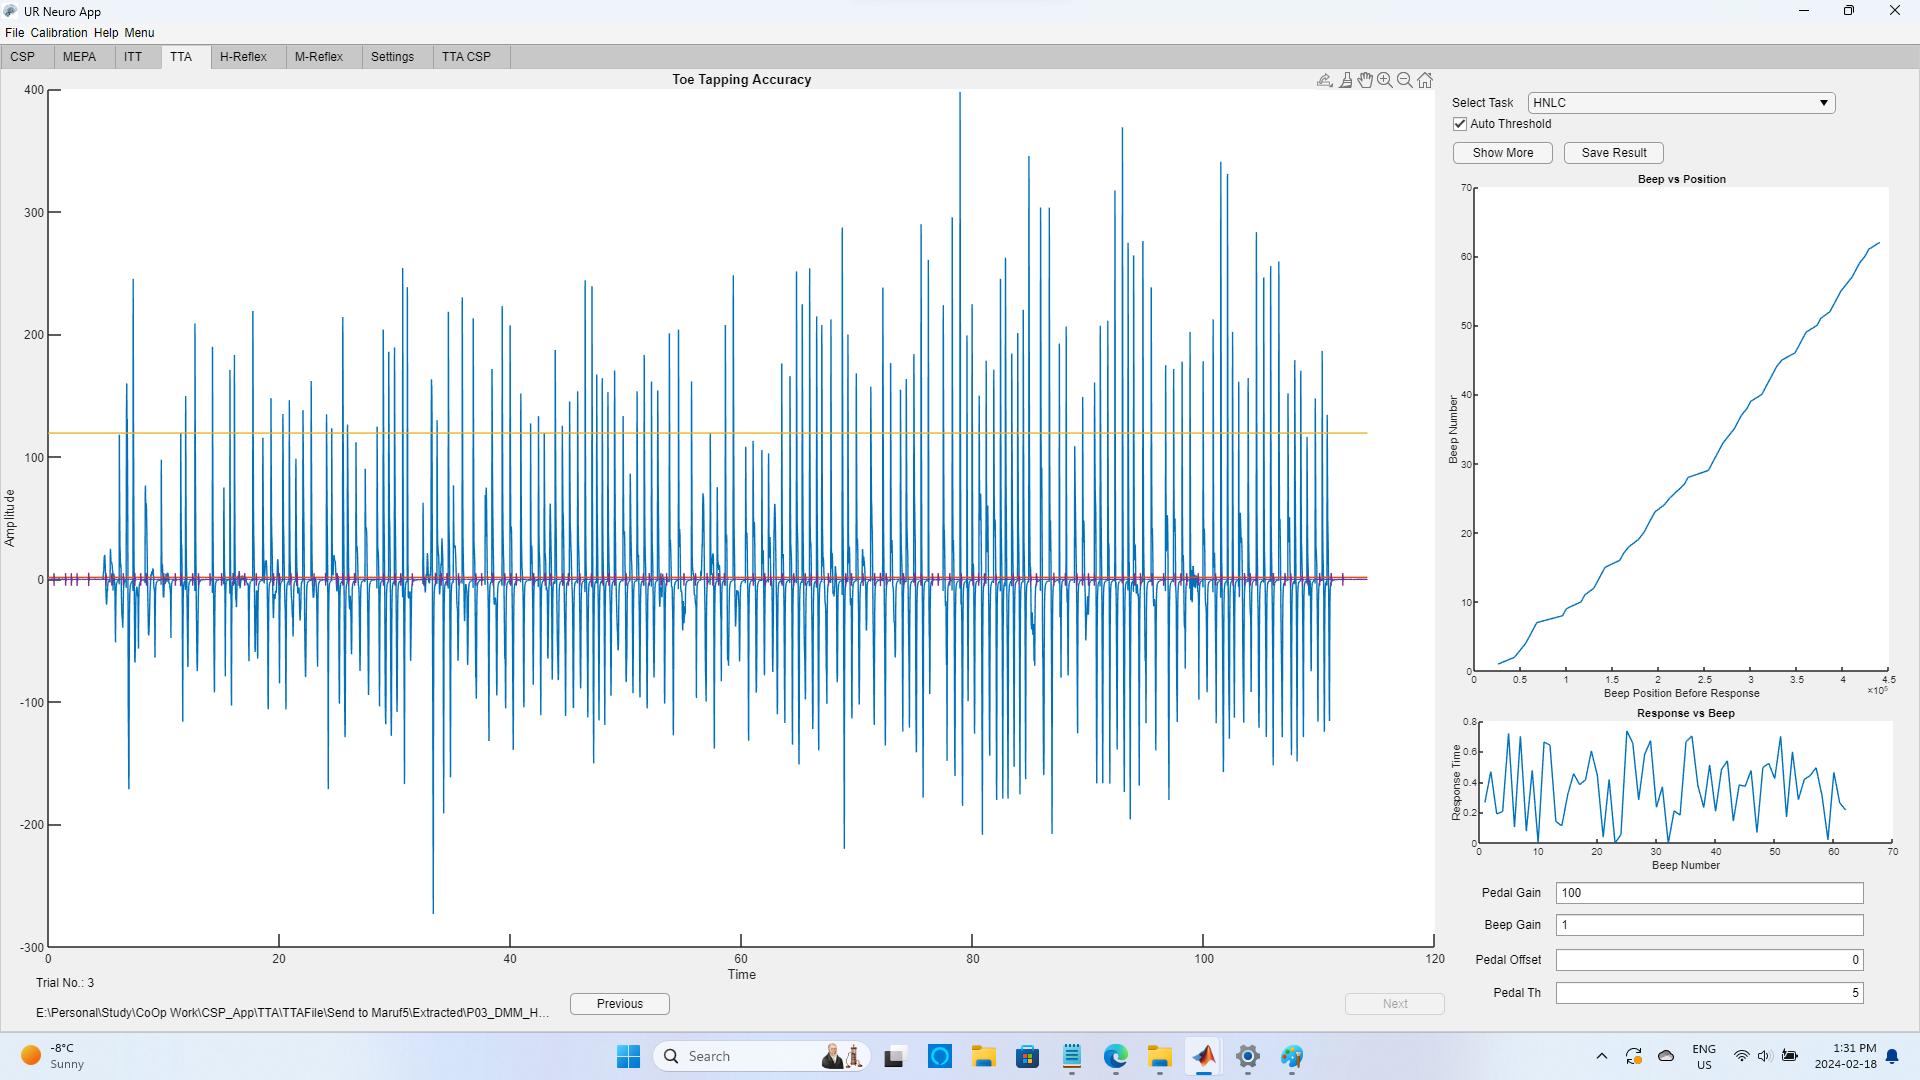 UR Neuro App
File Calibration Help Menu
CSP MEPA ITT TTA H-Reflex M-Reflex Settings TTA CSP
Toe Tapping Accuracy
400
300
200
100
0
-100
-200
-300
Amplitude
0 20 40 60 80 100 120
Time
Trial No.: 3
E:\Personal\Study\CoOp Work\CSP_App\TTA\TTAFile\Send to Maruf5\Extracted\P03_DMM_H...
Previous
Next
Select Task HNLC
Auto Threshold
Show More Save Result
Beep vs Position
70
60
50
40
30
20
10
0
Beep Number
0 0.5 1 1.5 2 2.5 3 3.5 4 4.5
×10⁵
Beep Position Before Response
Response vs Beep
0.8
0.6
0.4
0.2
0
Response Time
0 10 20 30 40 50 60 70
Beep Number
Pedal Gain 100
Beep Gain 1
Pedal Offset 0
Pedal Th 5
-8°C
Sunny
Search
ENG
US
1:31 PM
2024-02-18